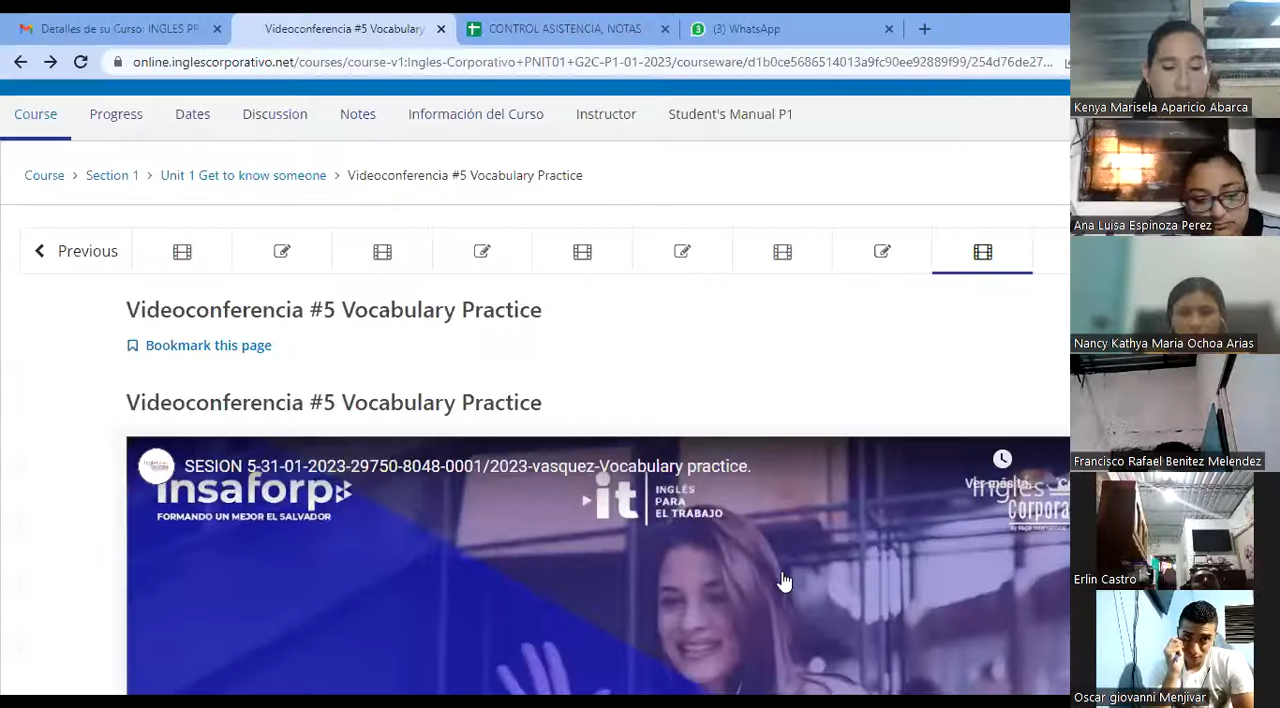 Detalles de su Curso: INGLES PR
Videoconferencia #5 Vocabulary
CONTROL ASISTENCIA, NOTAS
(3) WhatsApp
online.inglescorporativo.net/courses/course-v1:Ingles-Corporativo+PNIT01+G2C-P1-01-2023/courseware/d1b0ce5686514013a9fc90ee92889f99/254d76de27...
Course Progress Dates Discussion Notes Información del curso Instructor Student's Manual P1
Course > Section 1 > Unit 1 Get to know someone > Videoconferencia #5 Vocabulary Practice
Previous
Videoconferencia #5 Vocabulary Practice
Bookmark this page
Videoconferencia #5 Vocabulary Practice
SESION 5-31-01-2023-29750-8048-0001/2023-vasquez-Vocabulary practice.
insaforp
FORMANDO UN MEJOR EL SALVADOR
it
INGLÉS
PARA
EL TRABAJO
Ver más
Ingles
Corpora
Kenya Marisela Aparicio Abarca
Ana Luisa Espinoza Perez
Nancy Kathya Maria Ochoa Arias
Francisco Rafael Benitez Melendez
Erlin Castro
Oscar giovanni Menjivar